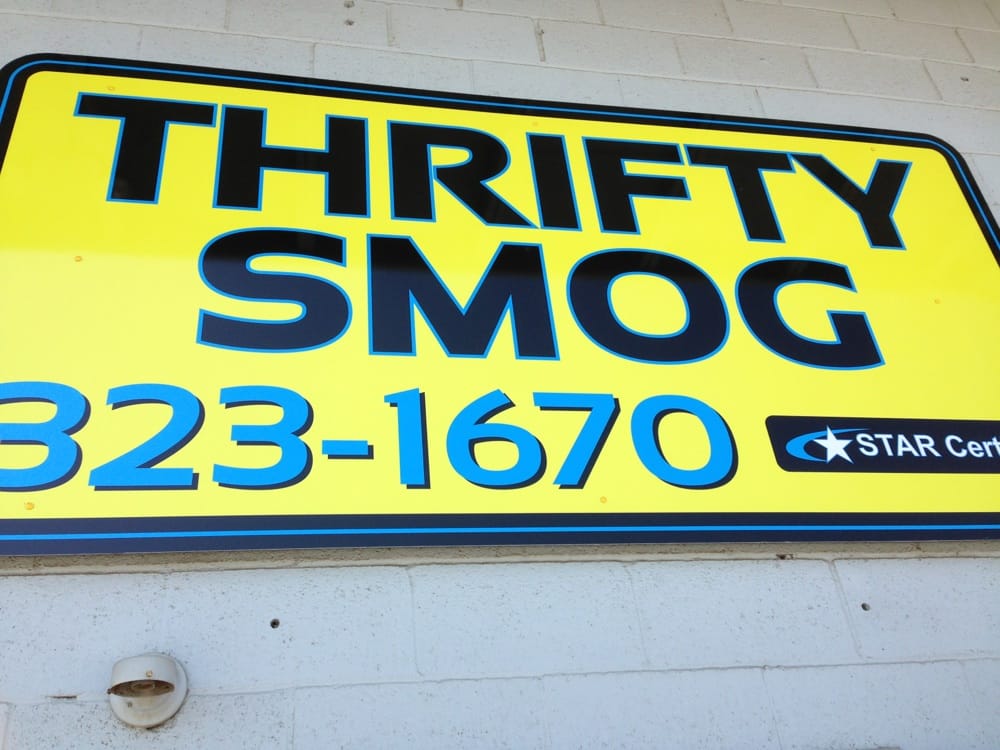 THRIFTY
SMOG
323-1670
STAR Cert